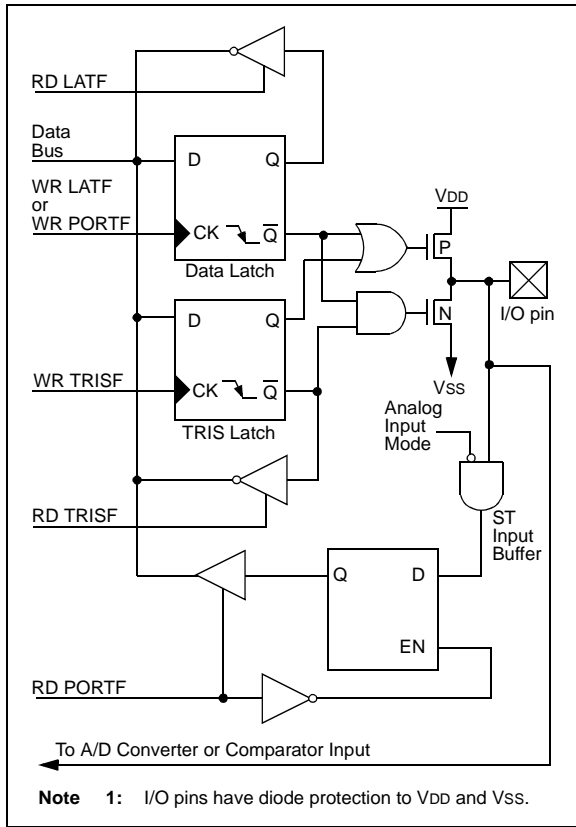 RD LATF
Data
Bus
D Q
WR LATF
or
WR PORTF
CK Q
Data Latch
VDD
P
I/O pin
N
D Q
WR TRISF
CK Q
TRIS Latch
VSS
Analog
Input
Mode
RD TRISF
ST
Input
Buffer
Q D
EN
RD PORTF
To A/D Converter or Comparator Input
Note 1: I/O pins have diode protection to VDD and VSS.